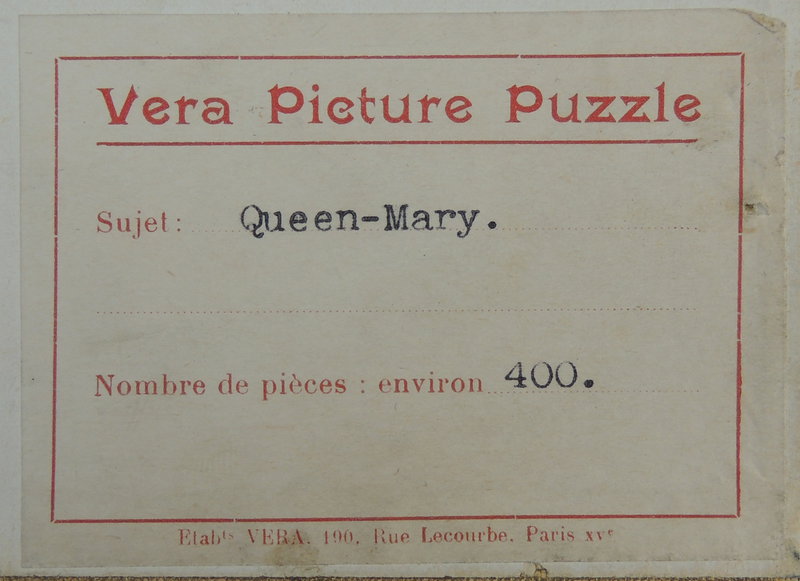 Vera Picture Puzzle
Sujet: Queen-Mary.
Nombre de pièces : environ 400.
Etabts VERA. 190, Rue Lecourbe. Paris XVe